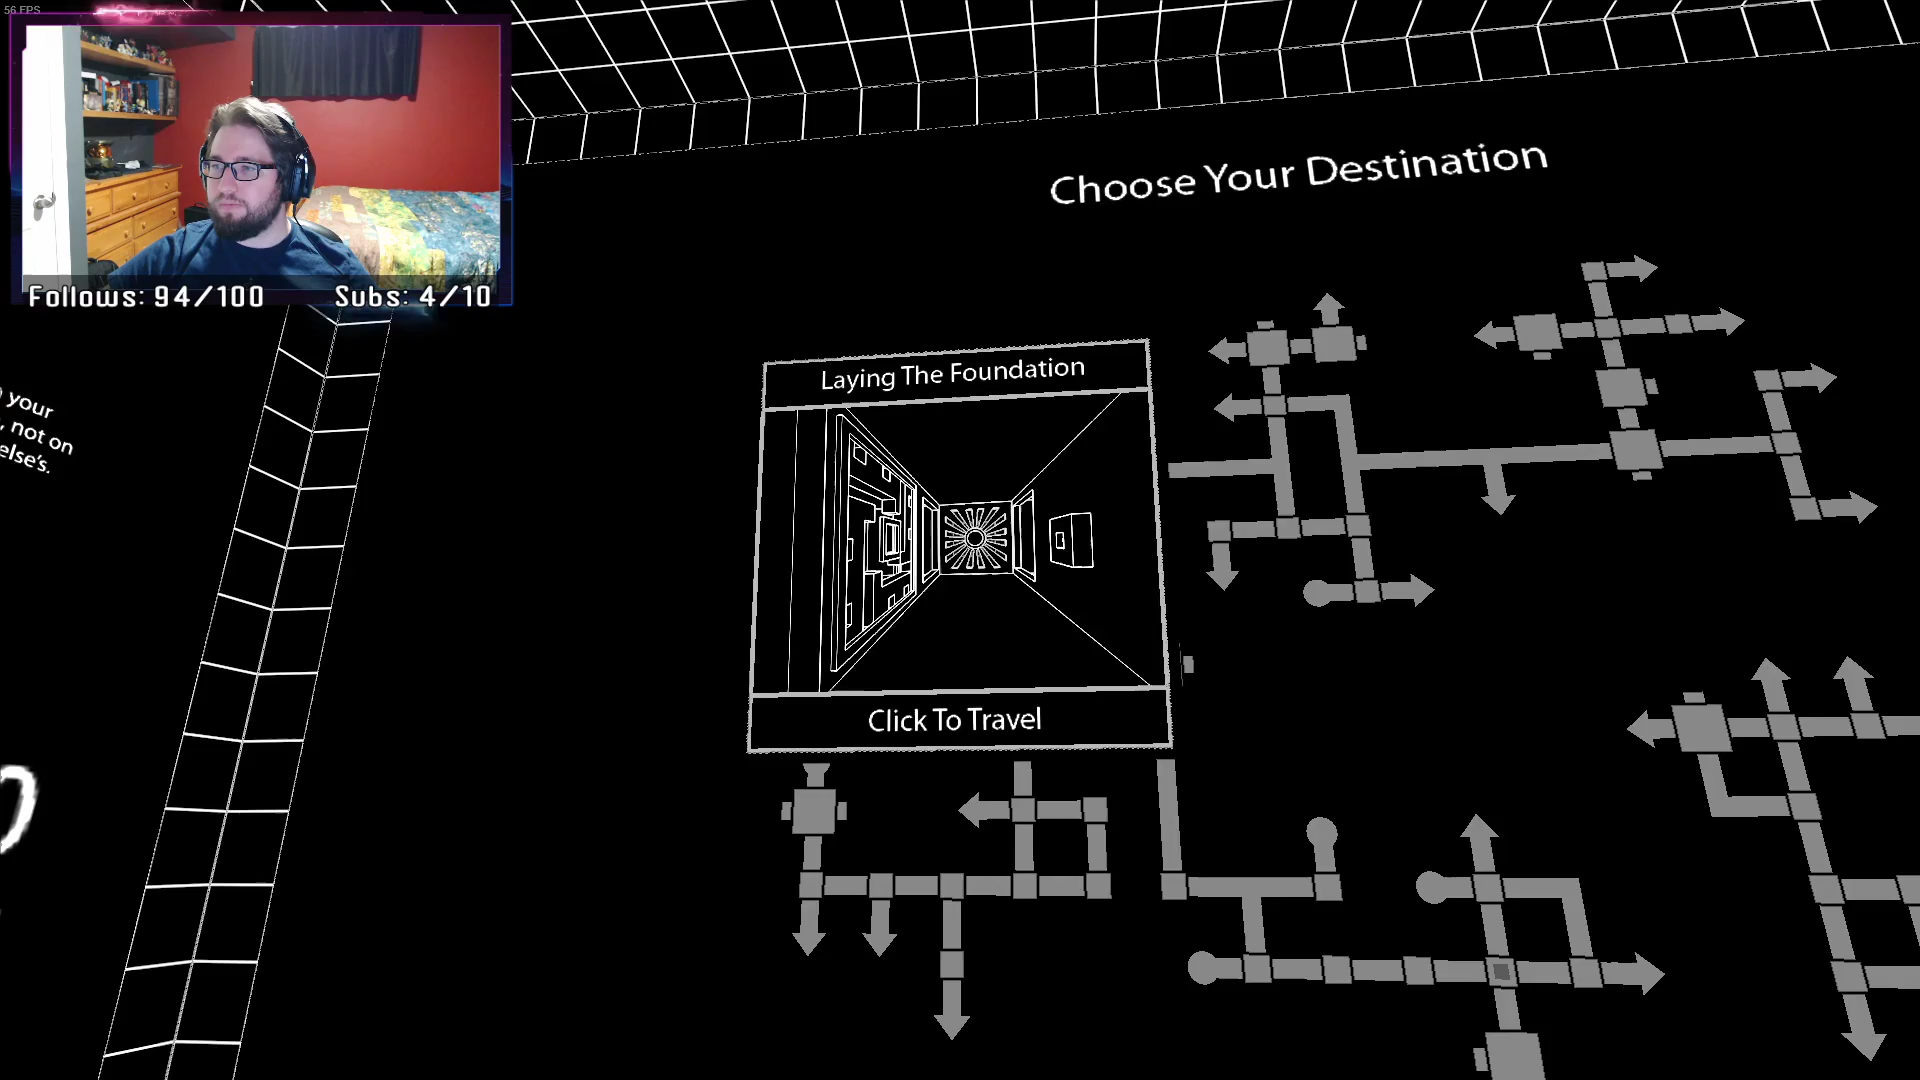 56 FPS
Follows: 94/100
Subs: 4/10
Choose Your Destination
your
, not on
else's.
Laying The Foundation
Click To Travel